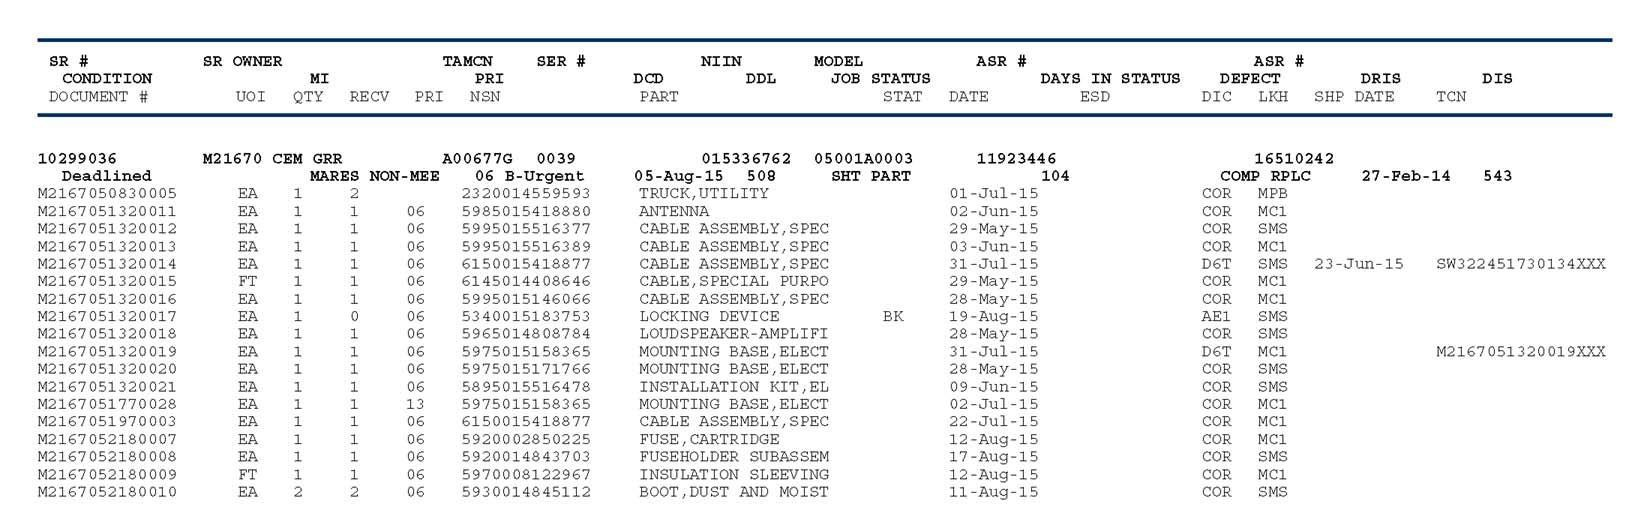 SR # SR OWNER TAMCN SER # NIIN MODEL ASR # ASR #
CONDITION MI PRI DCD DDL JOB STATUS DAYS IN STATUS DEFECT DRIS DIS
DOCUMENT # UOI QTY RECV PRI NSN PART STAT DATE ESD DIC LKH SHP DATE TCN
10299036 M21670 CEM GRR A00677G 0039 015336762 05001A0003 11923446 16510242
Deadlined MARES NON-MEE 06 B-Urgent 05-Aug-15 508 SHT PART 104 COMP RPLC 27-Feb-14 543
M2167050830005 EA 1 2 2320014559593 TRUCK,UTILITY 01-Jul-15 COR MPB
M2167051320011 EA 1 1 06 5985015418880 ANTENNA 02-Jun-15 COR MC1
M2167051320012 EA 1 1 06 5995015516377 CABLE ASSEMBLY,SPEC 29-May-15 COR SMS
M2167051320013 EA 1 1 06 5995015516389 CABLE ASSEMBLY,SPEC 03-Jun-15 COR MC1
M2167051320014 EA 1 1 06 6150015418877 CABLE ASSEMBLY,SPEC 31-Jul-15 D6T SMS 23-Jun-15 SW322451730134XXX
M2167051320015 FT 1 1 06 6145014408646 CABLE,SPECIAL PURPO 29-May-15 COR MC1
M2167051320016 EA 1 1 06 5995015146066 CABLE ASSEMBLY,SPEC 28-May-15 COR MC1
M2167051320017 EA 1 0 06 5340015183753 LOCKING DEVICE BK 19-Aug-15 AE1 SMS
M2167051320018 EA 1 1 06 5965014808784 LOUDSPEAKER-AMPLIFI 28-May-15 COR SMS
M2167051320019 EA 1 1 06 5975015158365 MOUNTING BASE,ELECT 31-Jul-15 D6T MC1 M2167051320019XXX
M2167051320020 EA 1 1 06 5975015171766 MOUNTING BASE,ELECT 28-May-15 COR SMS
M2167051320021 EA 1 1 06 5895015516478 INSTALLATION KIT,EL 09-Jun-15 COR SMS
M2167051770028 EA 1 1 13 5975015158365 MOUNTING BASE,ELECT 02-Jul-15 COR MC1
M2167051970003 EA 1 1 06 6150015418877 CABLE ASSEMBLY,SPEC 22-Jul-15 COR MC1
M2167052180007 EA 1 1 06 5920002850225 FUSE,CARTRIDGE 12-Aug-15 COR MC1
M2167052180008 EA 1 1 06 5920014843703 FUSEHOLDER SUBASSEM 17-Aug-15 COR SMS
M2167052180009 FT 1 1 06 5970008122967 INSULATION SLEEVING 12-Aug-15 COR MC1
M2167052180010 EA 2 2 06 5930014845112 BOOT,DUST AND MOIST 11-Aug-15 COR SMS